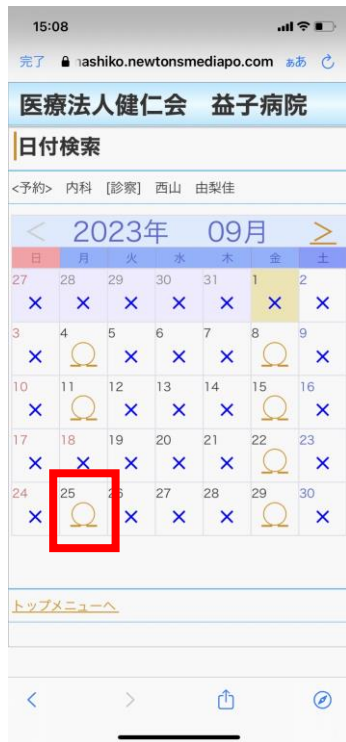 15:08
完了 ashiko.newtonsmediapo.com ぁあ
医療法人健仁会 益子病院
日付検索
<予約> 内科 [診察] 西山 由梨佳
< 2023年 09月 >
日 月 火 水 木 金 土
27 28 29 30 31 1 2
× × × × × × ×
3 4 5 6 7 8 9
× ○ × × × ○ ×
10 11 12 13 14 15 16
× ○ × × × ○ ×
17 18 19 20 21 22 23
× × × × × ○ ×
24 25 26 27 28 29 30
× ○ × × × ○ ×
トップメニューへ